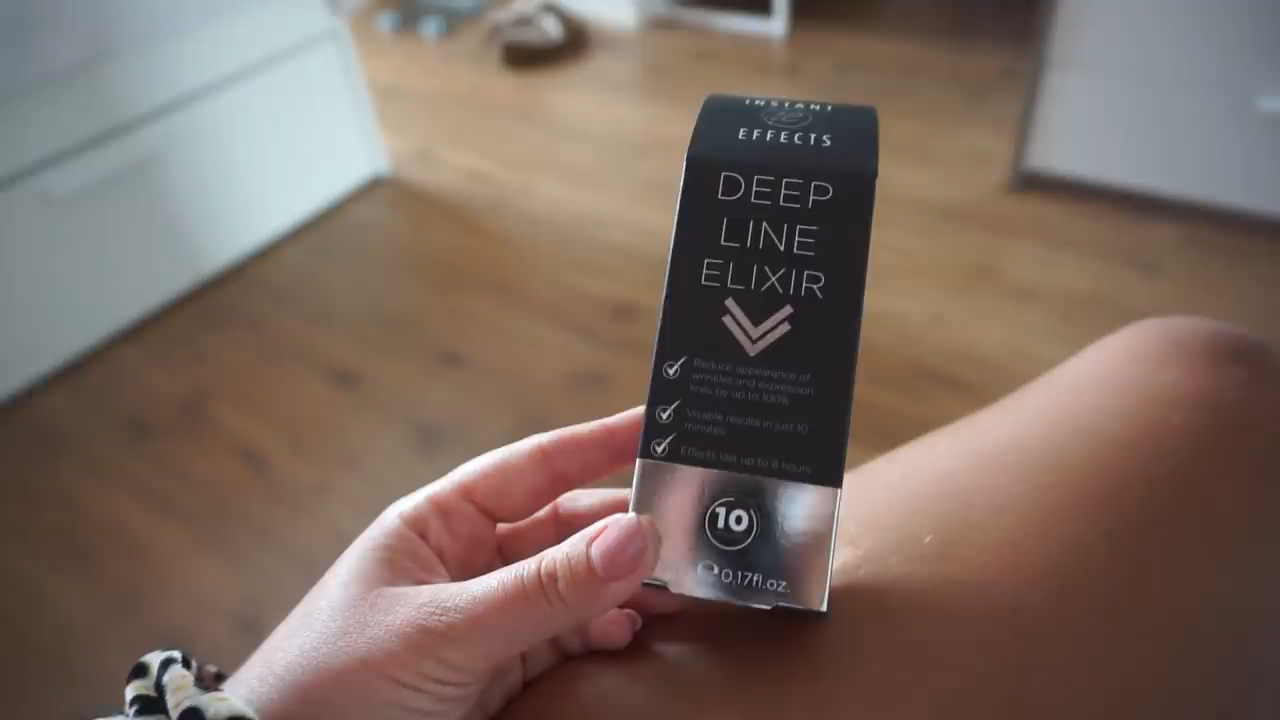 INSTANT
ie
EFFECTS
DEEP
LINE
ELIXIR
Reduce appearance of
wrinkles and expression
lines by up to 100%
Visable results in just 10
minutes
Effects last up to 8 hours
10
e 0.17fl.oz.